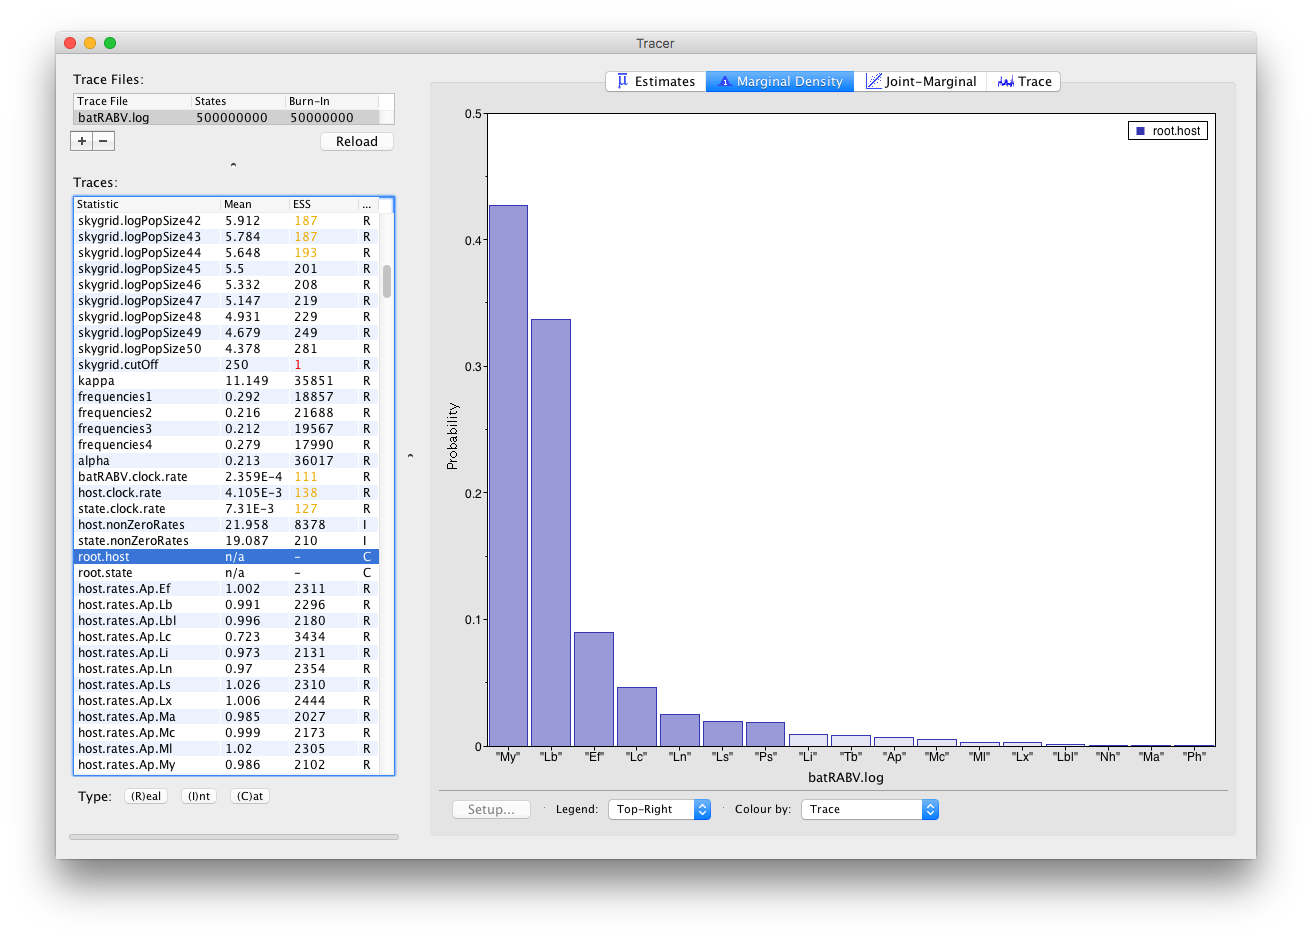 Tracer
Trace Files:
Trace File States Burn-In
batRABV.log 500000000 50000000
+ − Reload
Traces:
Statistic Mean ESS ...
skygrid.logPopSize42 5.912 187 R
skygrid.logPopSize43 5.784 187 R
skygrid.logPopSize44 5.648 193 R
skygrid.logPopSize45 5.5 201 R
skygrid.logPopSize46 5.332 208 R
skygrid.logPopSize47 5.147 219 R
skygrid.logPopSize48 4.931 229 R
skygrid.logPopSize49 4.679 249 R
skygrid.logPopSize50 4.378 281 R
skygrid.cutOff 250 1 R
kappa 11.149 35851 R
frequencies1 0.292 18857 R
frequencies2 0.216 21688 R
frequencies3 0.212 19567 R
frequencies4 0.279 17990 R
alpha 0.213 36017 R
batRABV.clock.rate 2.359E-4 111 R
host.clock.rate 4.105E-3 138 R
state.clock.rate 7.31E-3 127 R
host.nonZeroRates 21.958 8378 I
state.nonZeroRates 19.087 210 I
root.host n/a - C
root.state n/a - C
host.rates.Ap.Ef 1.002 2311 R
host.rates.Ap.Lb 0.991 2296 R
host.rates.Ap.Lbl 0.996 2180 R
host.rates.Ap.Lc 0.723 3434 R
host.rates.Ap.Li 0.973 2131 R
host.rates.Ap.Ln 0.97 2354 R
host.rates.Ap.Ls 1.026 2310 R
host.rates.Ap.Lx 1.006 2444 R
host.rates.Ap.Ma 0.985 2027 R
host.rates.Ap.Mc 0.999 2173 R
host.rates.Ap.Ml 1.02 2305 R
host.rates.Ap.My 0.986 2102 R
Type: (R)eal (I)nt (C)at
Estimates Marginal Density Joint-Marginal Trace
root.host
0.5
0.4
0.3
0.2
0.1
0
Probability
"My" "Lb" "Ef" "Lc" "Ln" "Ls" "Ps" "Li" "Tb" "Ap" "Mc" "Ml" "Lx" "Lbl" "Nh" "Ma" "Ph"
batRABV.log
Setup... Legend: Top-Right Colour by: Trace